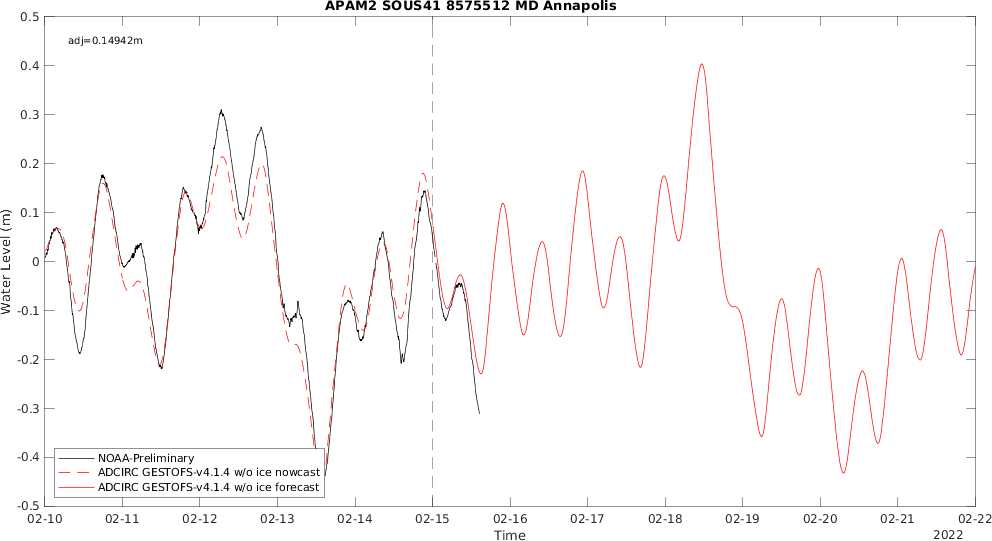 APAM2 SOUS41 8575512 MD Annapolis
adj=0.14942m
0.5
0.4
0.3
0.2
0.1
0
-0.1
-0.2
-0.3
-0.4
-0.5
Water Level (m)
NOAA-Preliminary
ADCIRC GESTOFS-v4.1.4 w/o ice nowcast
ADCIRC GESTOFS-v4.1.4 w/o ice forecast
02-10 02-11 02-12 02-13 02-14 02-15 02-16 02-17 02-18 02-19 02-20 02-21 02-22
Time
2022